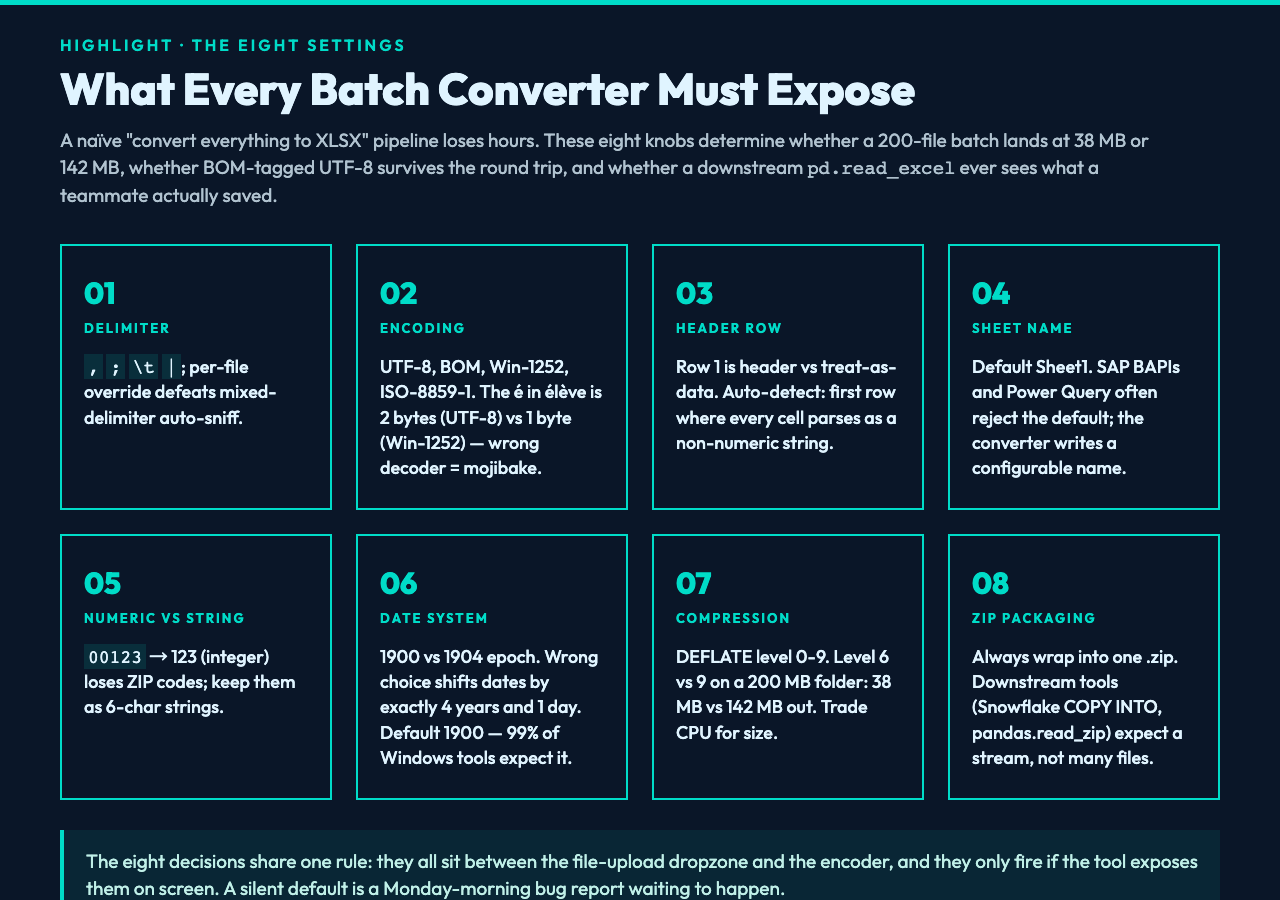 HIGHLIGHT · THE EIGHT SETTINGS
What Every Batch Converter Must Expose
A naïve "convert everything to XLSX" pipeline loses hours. These eight knobs determine whether a 200-file batch lands at 38 MB or
142 MB, whether BOM-tagged UTF-8 survives the round trip, and whether a downstream pd.read_excel ever sees what a
teammate actually saved.
01
DELIMITER
, ; \t | ; per-file
override defeats mixed-
delimiter auto-sniff.
02
ENCODING
UTF-8, BOM, Win-1252,
ISO-8859-1. The é in élève is
2 bytes (UTF-8) vs 1 byte
(Win-1252) — wrong
decoder = mojibake.
03
HEADER ROW
Row 1 is header vs treat-as-
data. Auto-detect: first row
where every cell parses as a
non-numeric string.
04
SHEET NAME
Default Sheet1. SAP BAPIs
and Power Query often
reject the default; the
converter writes a
configurable name.
05
NUMERIC VS STRING
00123 → 123 (integer)
loses ZIP codes; keep them
as 6-char strings.
06
DATE SYSTEM
1900 vs 1904 epoch. Wrong
choice shifts dates by
exactly 4 years and 1 day.
Default 1900 — 99% of
Windows tools expect it.
07
COMPRESSION
DEFLATE level 0-9. Level 6
vs 9 on a 200 MB folder: 38
MB vs 142 MB out. Trade
CPU for size.
08
ZIP PACKAGING
Always wrap into one .zip.
Downstream tools
(Snowflake COPY INTO,
pandas.read_zip) expect a
stream, not many files.
The eight decisions share one rule: they all sit between the file-upload dropzone and the encoder, and they only fire if the tool exposes
them on screen. A silent default is a Monday-morning bug report waiting to happen.